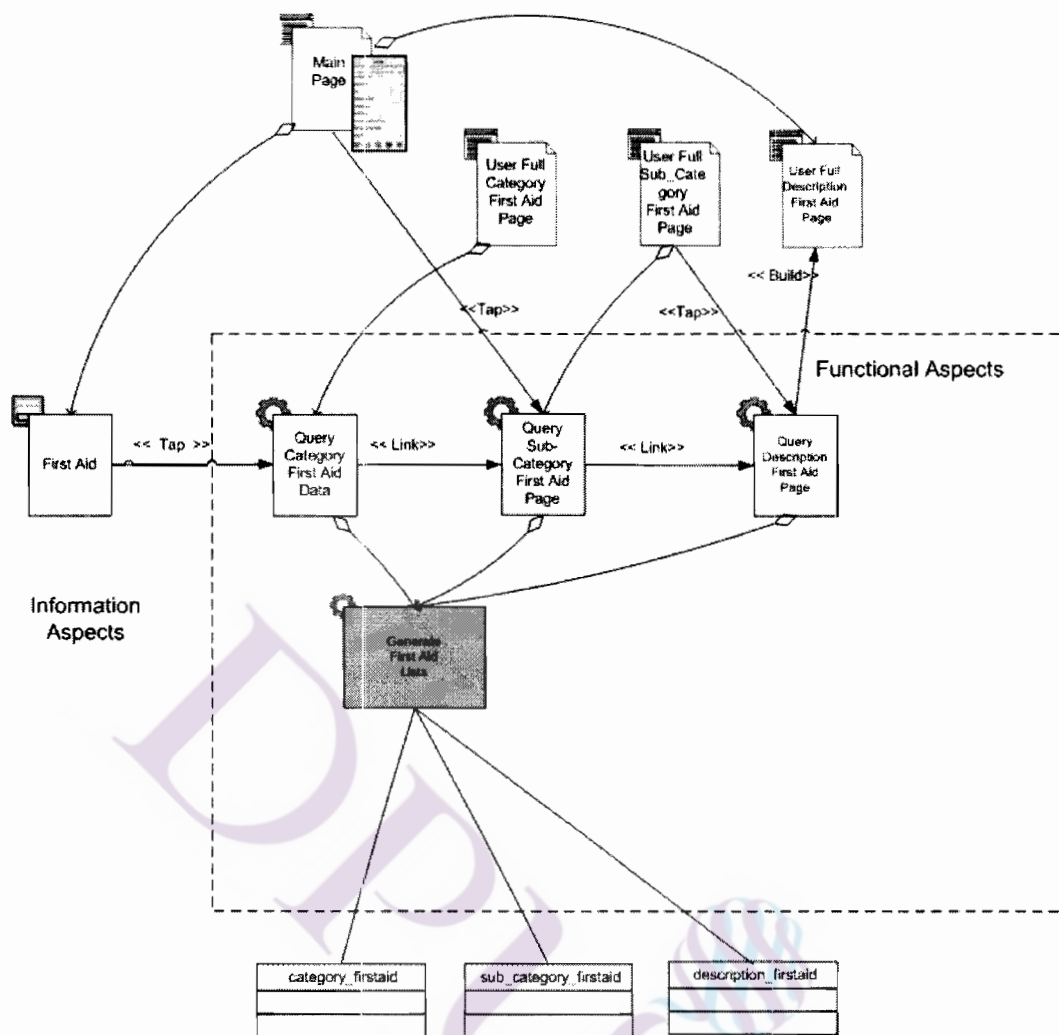 Main
Page
User Full
Category
First Aid
Page
User Full
Sub_Cate
gory
First Aid
Page
User Full
Description
First Aid
Page
<< Build>>
<<Tap>>
<<Tap>>
Functional Aspects
First Aid
<< Tap >>
Query
Category
First Aid
Data
<< Link>>
Query
Sub-
Category
First Aid
Page
<< Link>>
Query
Description
First Aid
Page
Information
Aspects
Generate
First Aid
Lists
category_firstaid
sub_category_firstaid
description_firstaid
DPU